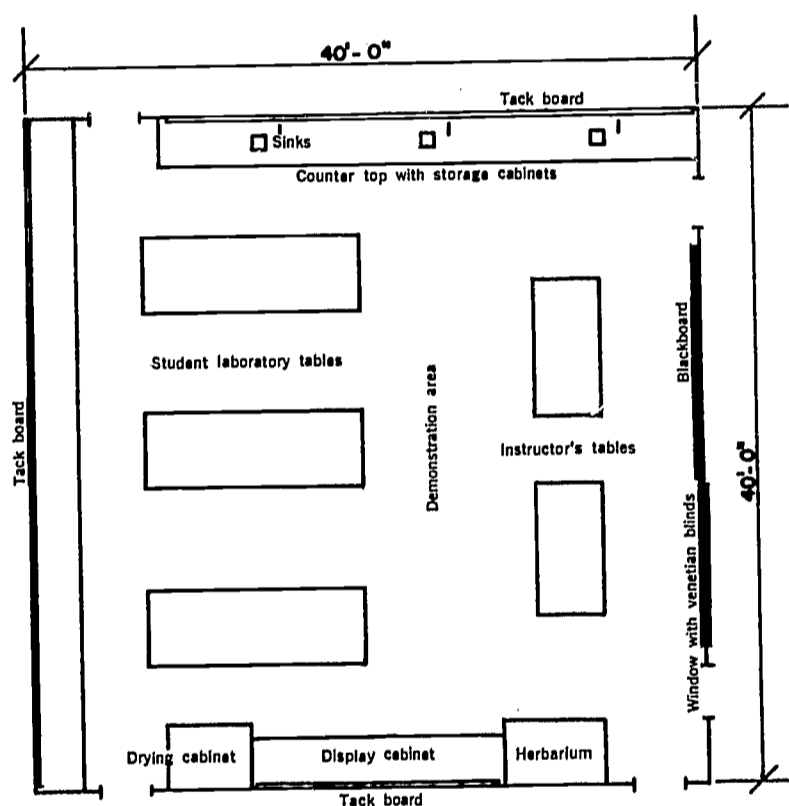 40'-0"
Tack board
Sinks
Counter top with storage cabinets
Student laboratory tables
Demonstration area
Blackboard
Tack board
Instructor's tables
40'-0"
Window with venetian blinds
Drying cabinet
Display cabinet
Herbarium
Tack board